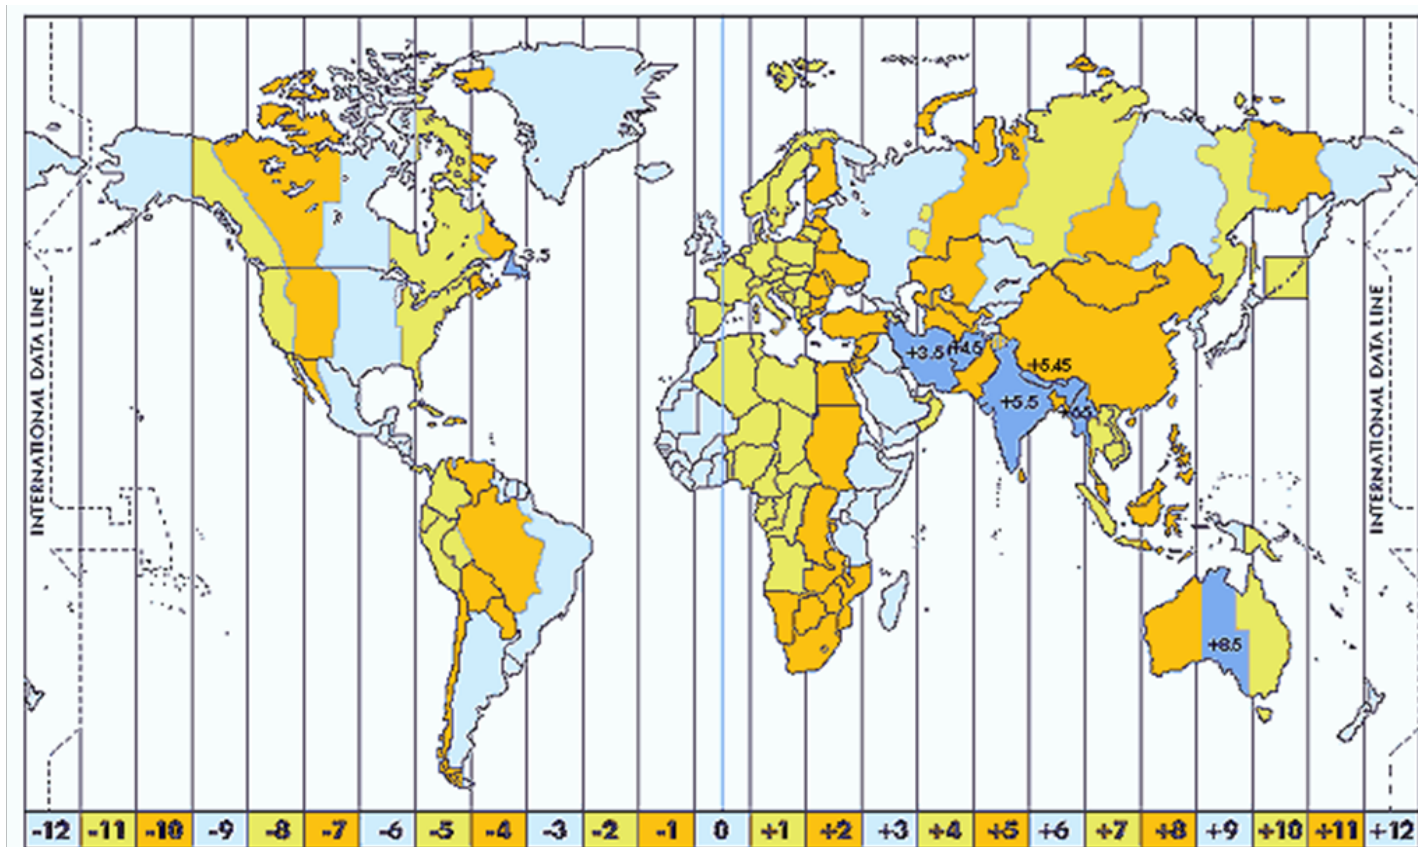 -3.5
INTERNATIONAL DATA LINE
INTERNATIONAL DATA LINE
+3.5
+4.5
+5.45
+5.5
+6.5
+8.5
-12 -11 -10 -9 -8 -7 -6 -5 -4 -3 -2 -1 0 +1 +2 +3 +4 +5 +6 +7 +8 +9 +10 +11 +12